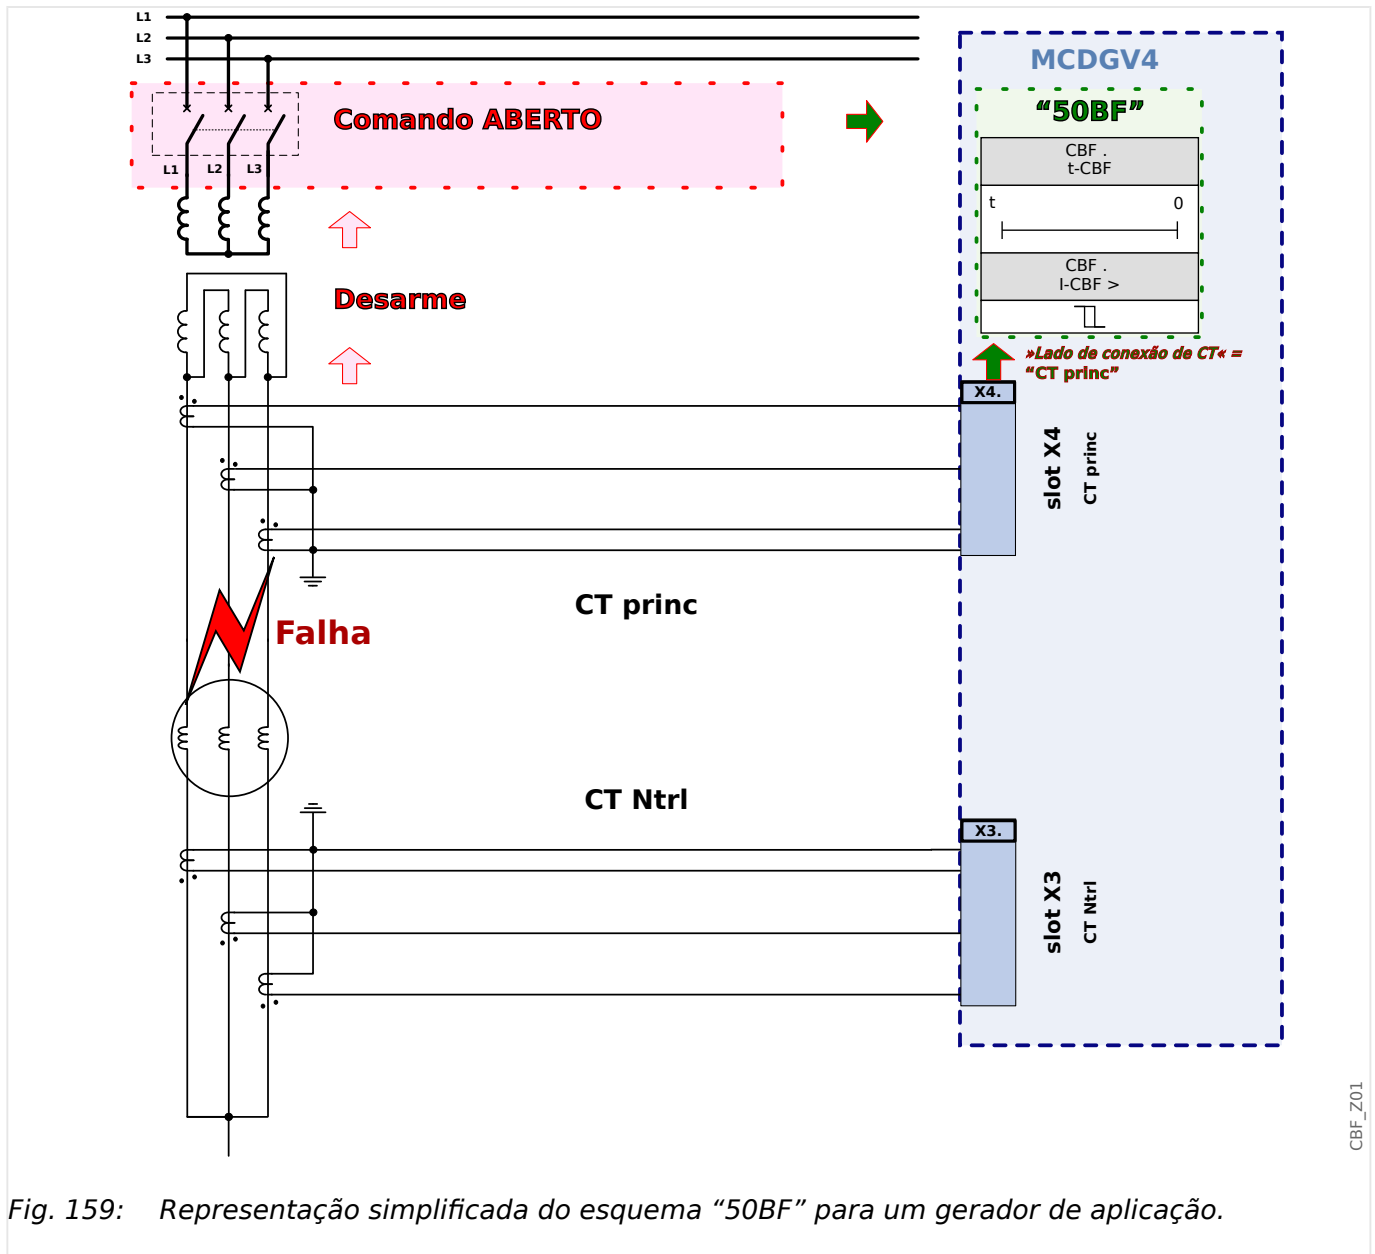 L1
L2
L3
MCDGV4
“50BF”
Comando ABERTO
CBF .
t-CBF
L1 L2 L3
t 0
CBF .
I-CBF >
Desarme
»Lado de conexão de CT« =
“CT princ”
X4.
slot X4
CT princ
CT princ
Falha
CT Ntrl
X3.
slot X3
CT Ntrl
CBF_Z01
Fig. 159: Representação simplificada do esquema “50BF” para um gerador de aplicação.